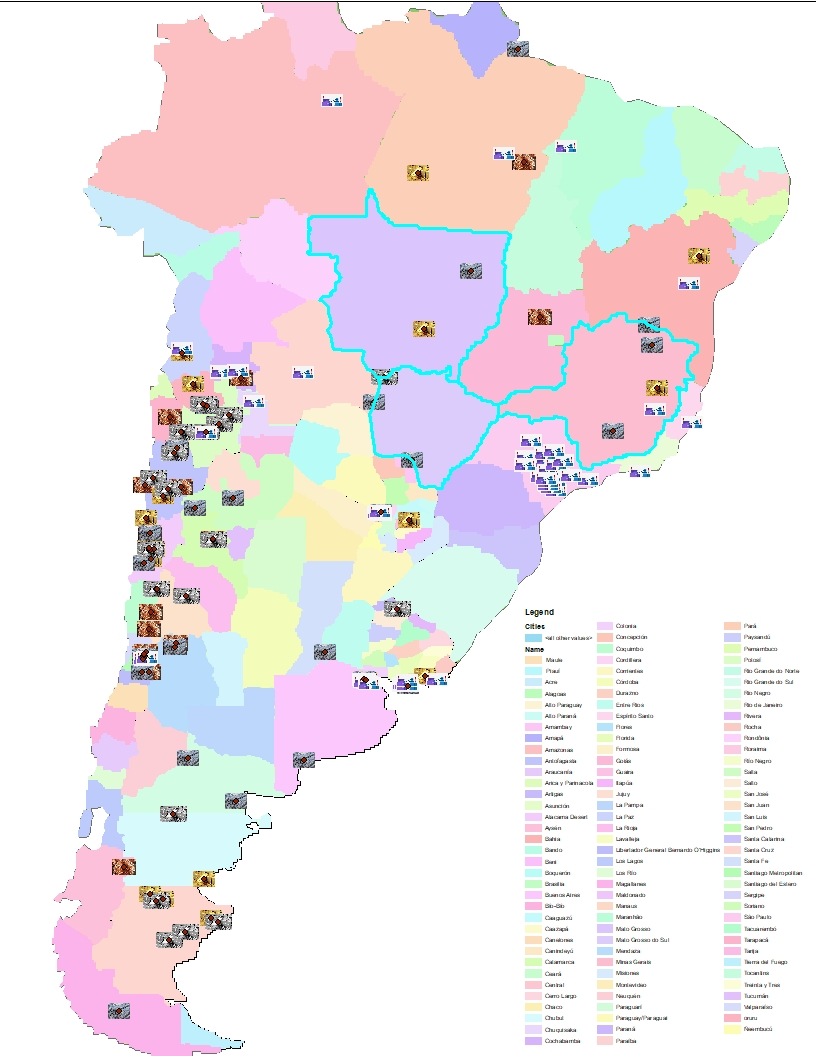 Legend
Cities
<all other values>
Name
Maule
Piauí
Acre
Alagoas
Alto Paraguay
Alto Paraná
Amambay
Amapá
Amazonas
Antofagasta
Araucanía
Arica y Parinacota
Artigas
Asunción
Atacama Desert
Aysén
Bahia
Bando
Beni
Boquerón
Brasília
Buenos Aires
Bío-Bío
Caaguazú
Caazapá
Canelones
Canindeyú
Catamarca
Ceará
Central
Cerro Largo
Chaco
Chubut
Chuquisaca
Cochabamba
Colonia
Concepción
Coquimbo
Cordillera
Corrientes
Córdoba
Durazno
Entre Ríos
Espírito Santo
Flores
Florida
Formosa
Goiás
Guaira
Itapúa
Jujuy
La Pampa
La Paz
La Rioja
Lavalleja
Libertador General Bernardo O'Higgins
Los Lagos
Los Río
Magallanes
Maldonado
Manaus
Maranhão
Mato Grosso
Mato Grosso do Sul
Mendoza
Minas Gerais
Misiones
Montevideo
Neuquén
Paraguarí
Paraguay/Paraguai
Paraná
Paraíba
Pará
Paysandú
Pernambuco
Potosí
Rio Grande do Norte
Rio Grande do Sul
Rio Negro
Rio de Janeiro
Rivera
Rocha
Rondônia
Roraima
Río Negro
Salta
Salto
San José
San Juan
San Luis
San Pedro
Santa Catarina
Santa Cruz
Santa Fe
Santiago Metropolitan
Santiago del Estero
Sergipe
Soriano
São Paulo
Tacuarembó
Tarapacá
Tarija
Tierra del Fuego
Tocantins
Treinta y Tres
Tucumán
Valparaíso
oruru
Ñeembucú